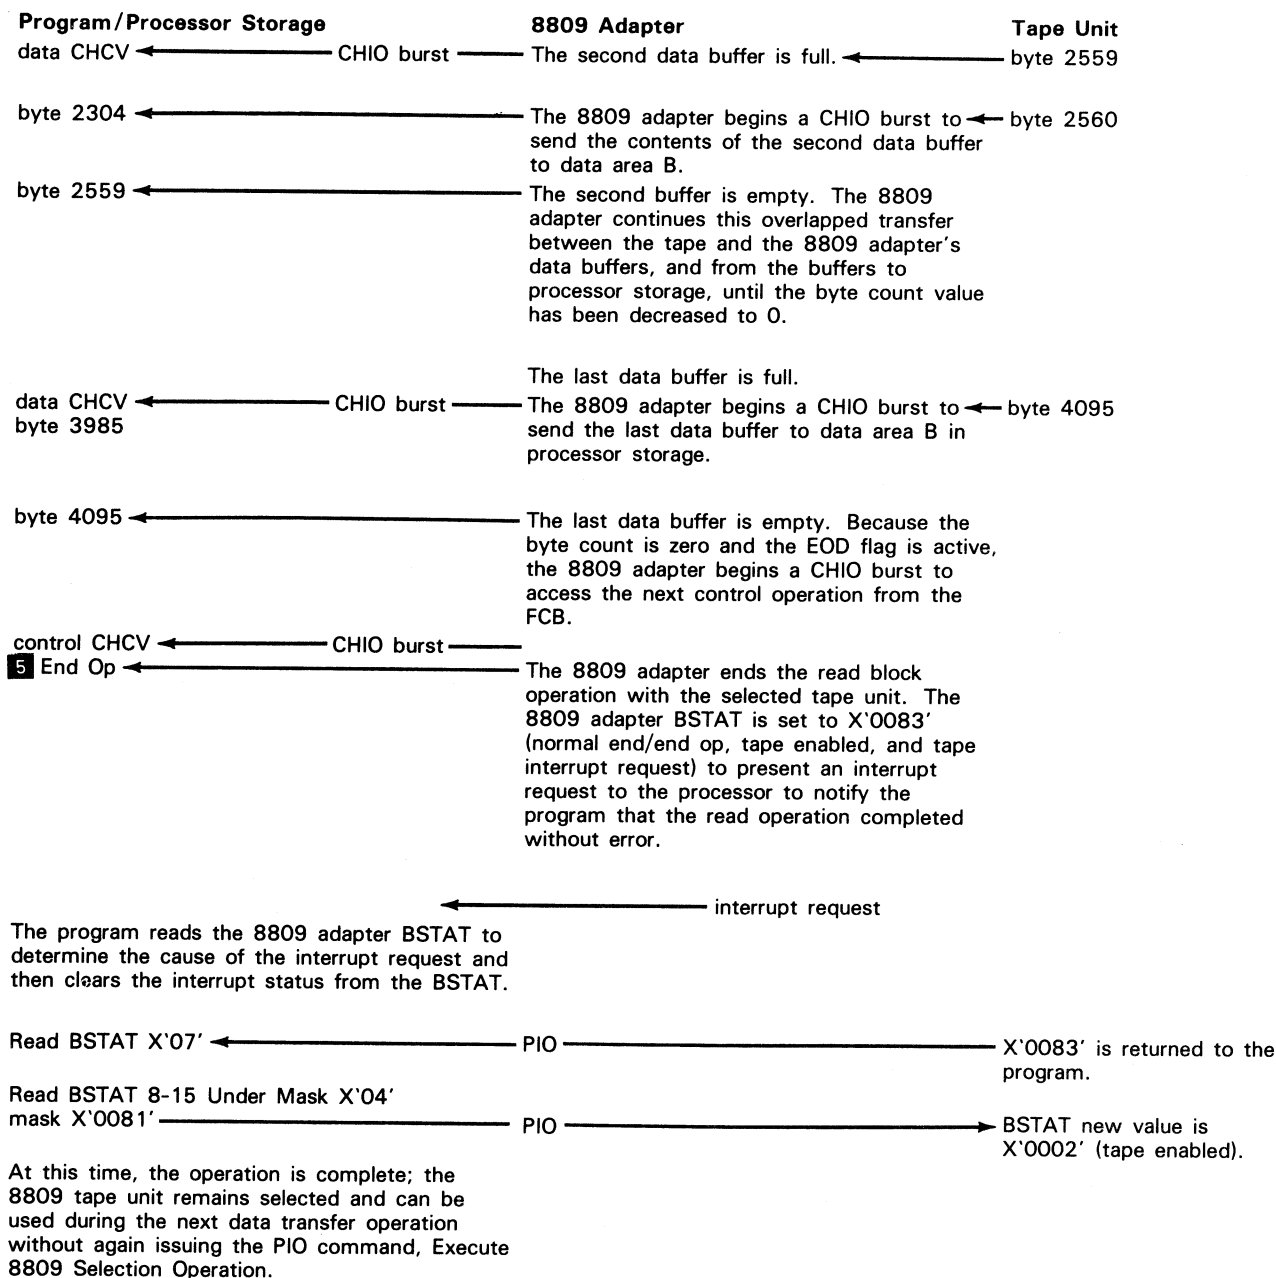 Program/Processor Storage 8809 Adapter Tape Unit
data CHCV CHIO burst The second data buffer is full. byte 2559
byte 2304 The 8809 adapter begins a CHIO burst to byte 2560
send the contents of the second data buffer
to data area B.
byte 2559 The second buffer is empty. The 8809
adapter continues this overlapped transfer
between the tape and the 8809 adapter's
data buffers, and from the buffers to
processor storage, until the byte count value
has been decreased to 0.
The last data buffer is full.
data CHCV CHIO burst The 8809 adapter begins a CHIO burst to byte 4095
byte 3985 send the last data buffer to data area B in
processor storage.
byte 4095 The last data buffer is empty. Because the
byte count is zero and the EOD flag is active,
the 8809 adapter begins a CHIO burst to
access the next control operation from the
FCB.
control CHCV CHIO burst
5 End Op The 8809 adapter ends the read block
operation with the selected tape unit. The
8809 adapter BSTAT is set to X‘0083’
(normal end/end op, tape enabled, and tape
interrupt request) to present an interrupt
request to the processor to notify the
program that the read operation completed
without error.
interrupt request
The program reads the 8809 adapter BSTAT to
determine the cause of the interrupt request and
then clears the interrupt status from the BSTAT.
Read BSTAT X‘07’ PIO X‘0083’ is returned to the
program.
Read BSTAT 8-15 Under Mask X‘04’
mask X‘0081’ PIO BSTAT new value is
X‘0002’ (tape enabled).
At this time, the operation is complete; the
8809 tape unit remains selected and can be
used during the next data transfer operation
without again issuing the PIO command, Execute
8809 Selection Operation.